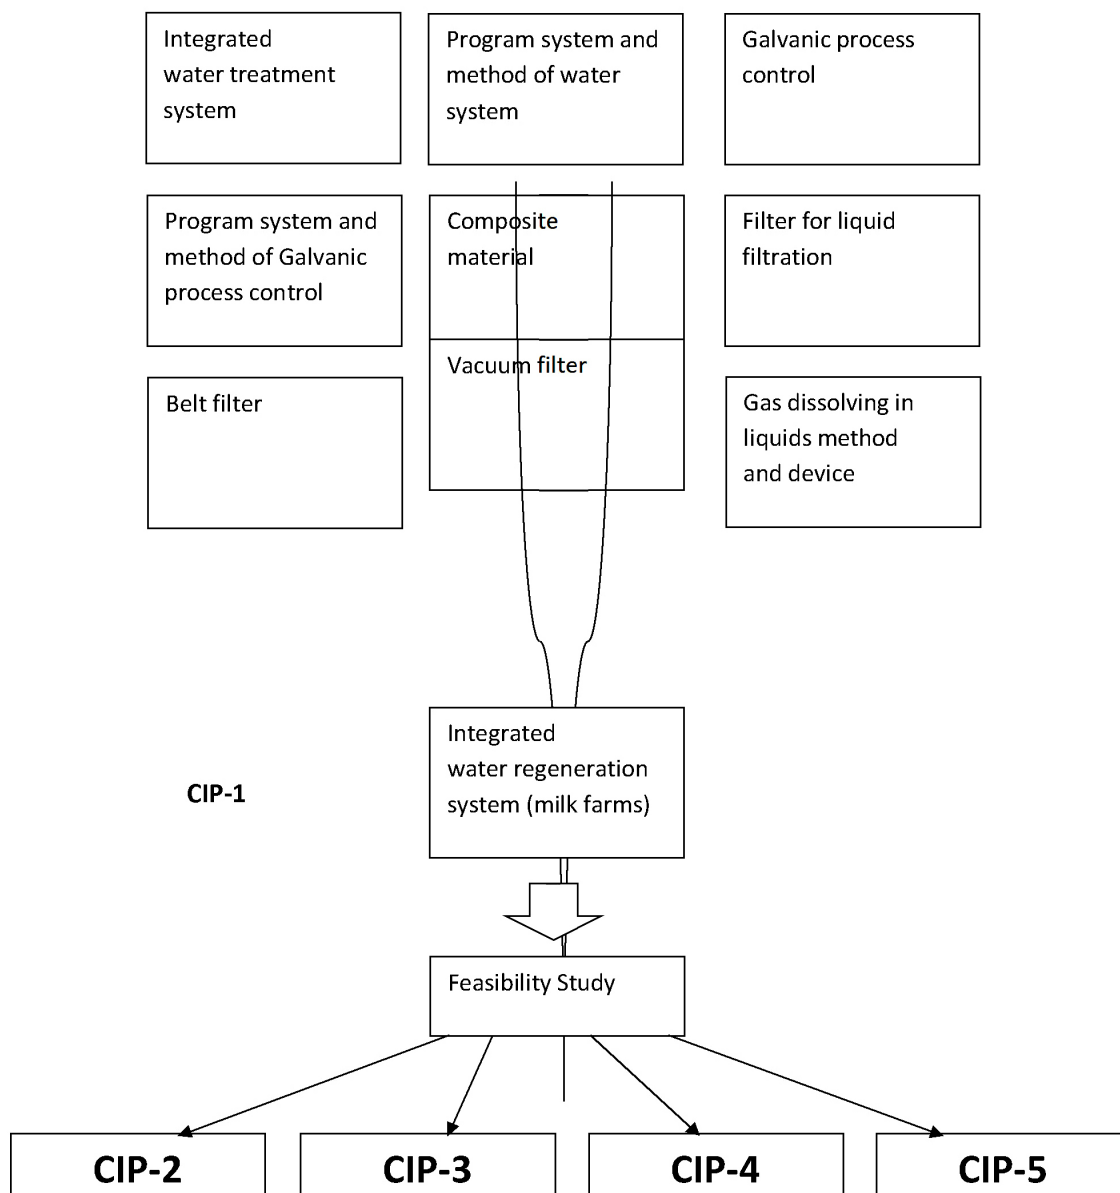 Integrated
water treatment
system
Program system and
method of water
system
Galvanic process
control
Program system and
method of Galvanic
process control
Composite
material
Filter for liquid
filtration
Vacuum filter
Belt filter
Gas dissolving in
liquids method
and device
Integrated
water regeneration
system (milk farms)
CIP-1
Feasibility Study
CIP-2
CIP-3
CIP-4
CIP-5